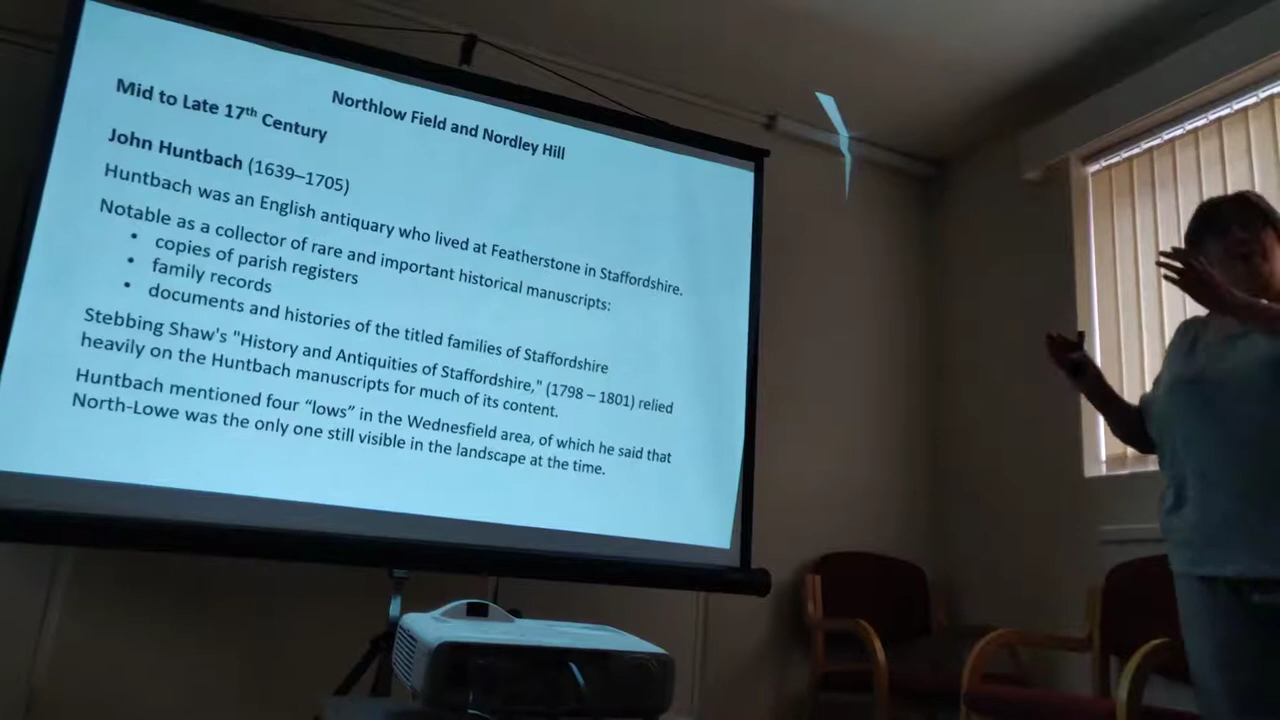 Northlow Field and Nordley Hill
Mid to Late 17th Century
John Huntbach (1639–1705)
Huntbach was an English antiquary who lived at Featherstone in Staffordshire.
Notable as a collector of rare and important historical manuscripts:
• copies of parish registers
• family records
• documents and histories of the titled families of Staffordshire
Stebbing Shaw's "History and Antiquities of Staffordshire," (1798 – 1801) relied
heavily on the Huntbach manuscripts for much of its content.
Huntbach mentioned four “lows” in the Wednesfield area, of which he said that
North-Lowe was the only one still visible in the landscape at the time.